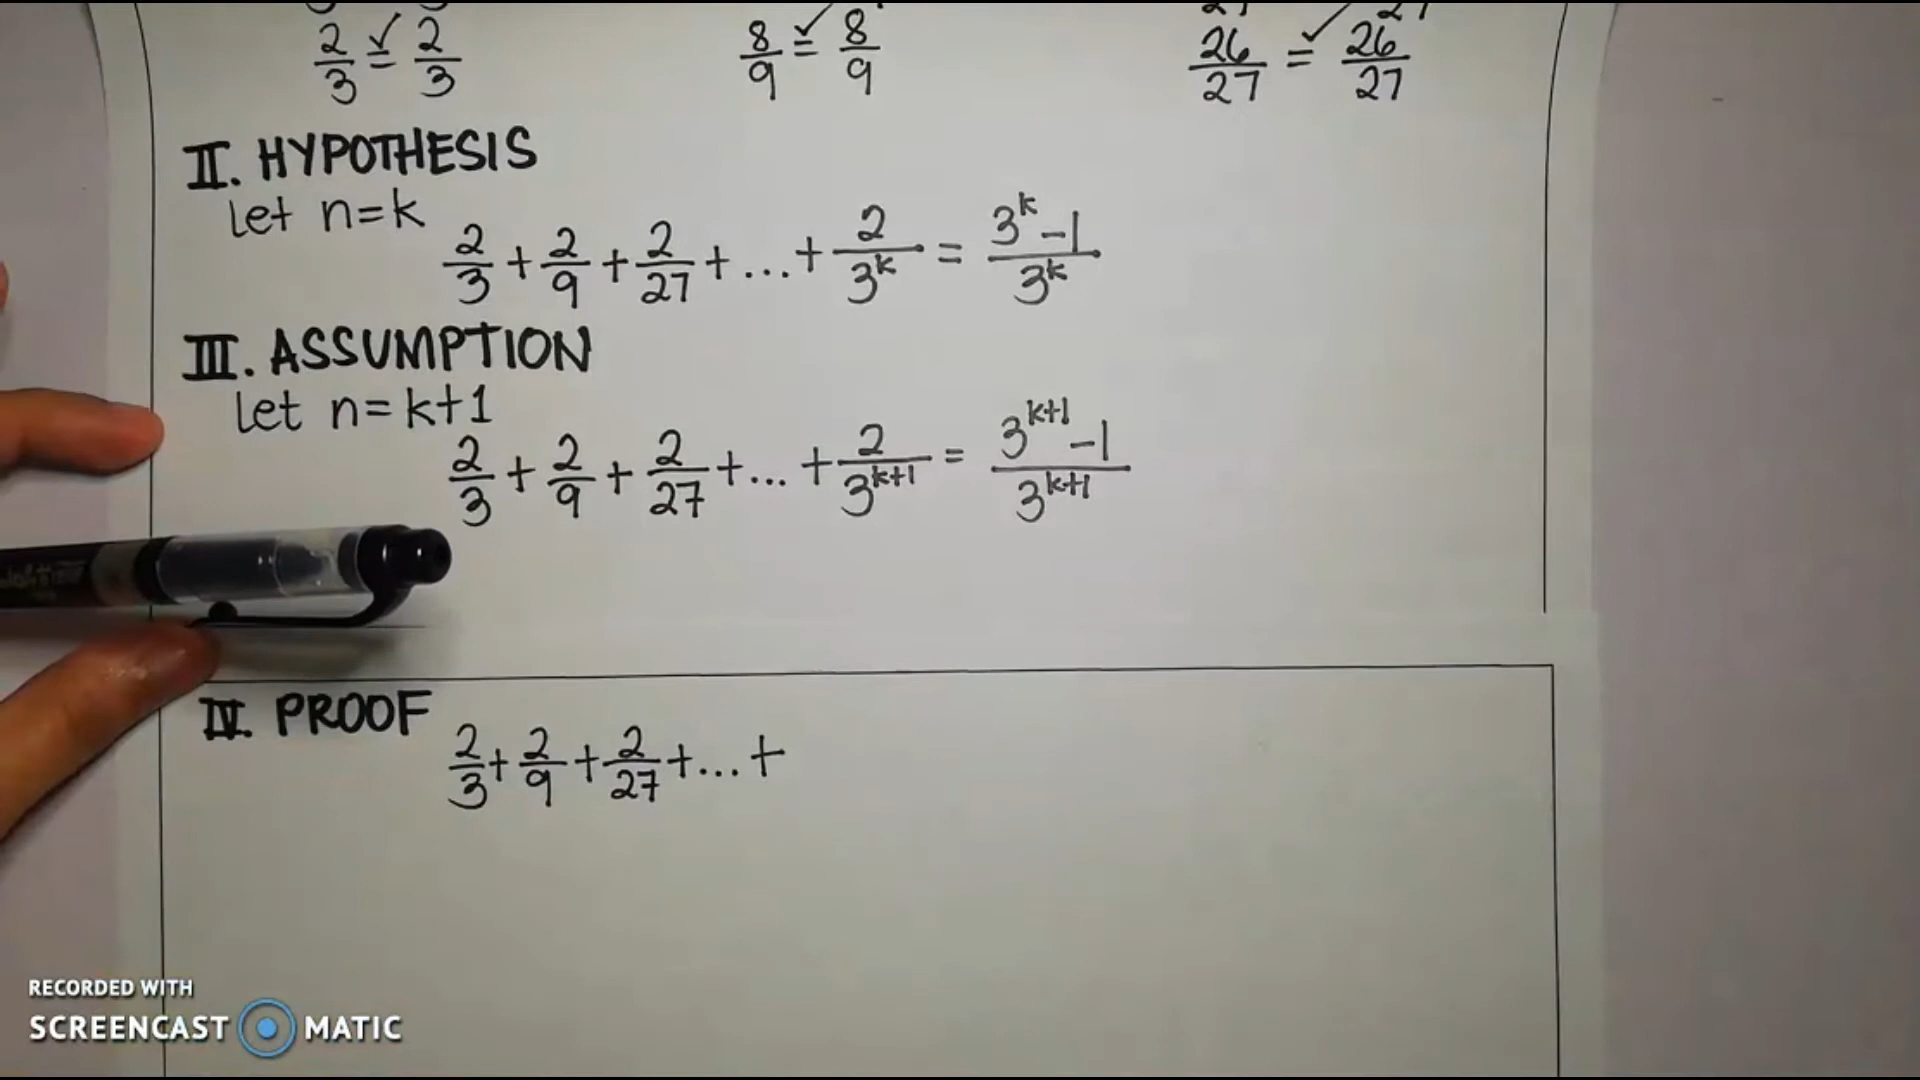 2/3 = 2/3 ✓ 8/9 = 8/9 ✓ 26/27 = 26/27 ✓
II. HYPOTHESIS
let n=k
2/3 + 2/9 + 2/27 + ... + 2/3^k = (3^k - 1)/3^k
III. ASSUMPTION
let n=k+1
2/3 + 2/9 + 2/27 + ... + 2/3^(k+1) = (3^(k+1) - 1)/3^(k+1)
IV. PROOF
2/3 + 2/9 + 2/27 + ... +
RECORDED WITH
SCREENCAST MATIC